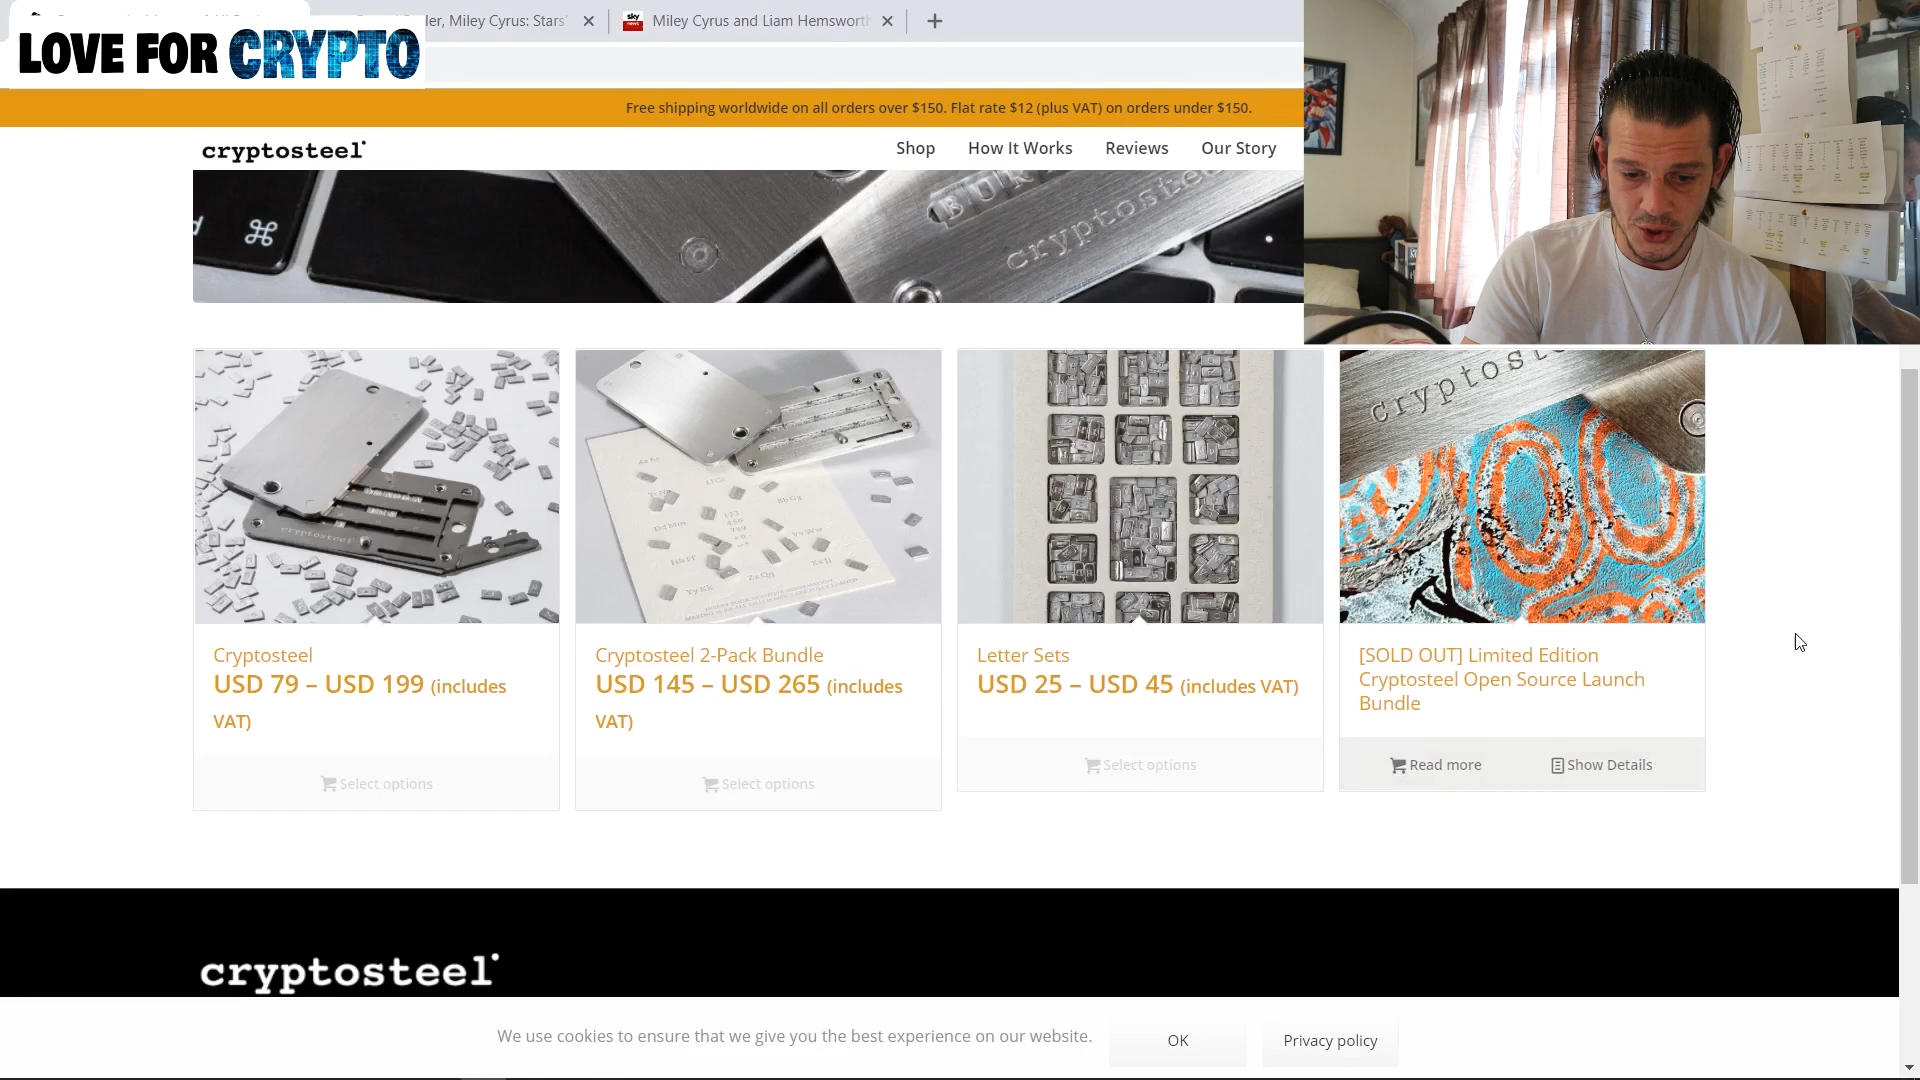 der, Miley Cyrus: Stars'
sky
news
Miley Cyrus and Liam Hemsworth
LOVE FOR CRYPTO
Free shipping worldwide on all orders over $150. Flat rate $12 (plus VAT) on orders under $150.
cryptosteel
Shop
How It Works
Reviews
Our Story
cryptosteel
Cryptosteel
USD 79 – USD 199 (includes
VAT)
Select options
Cryptosteel 2-Pack Bundle
USD 145 – USD 265 (includes
VAT)
Select options
Letter Sets
USD 25 – USD 45 (includes VAT)
Select options
cryptos
[SOLD OUT] Limited Edition
Cryptosteel Open Source Launch
Bundle
Read more
Show Details
cryptosteel
We use cookies to ensure that we give you the best experience on our website.
OK
Privacy policy